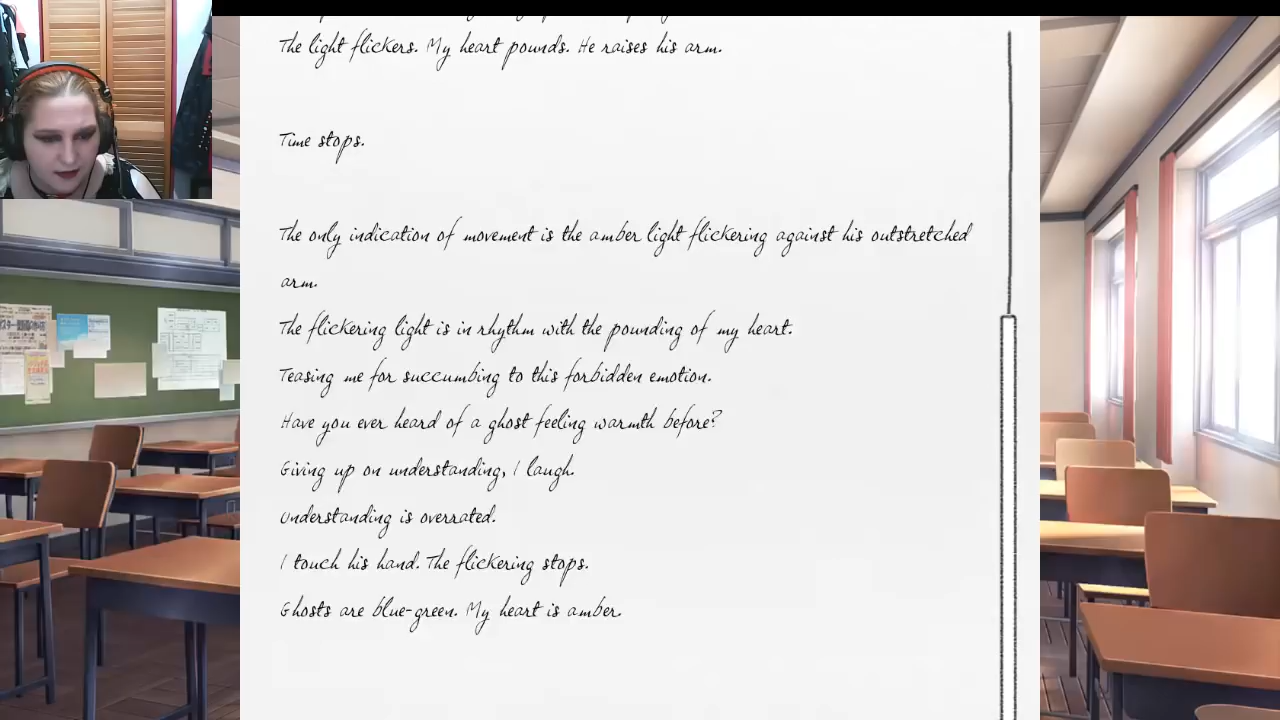 The light flickers. My heart pounds. He raises his arm.
Time stops.
The only indication of movement is the amber light flickering against his outstretched
arm.
The flickering light is in rhythm with the pounding of my heart.
Teasing me for succumbing to this forbidden emotion.
Have you ever heard of a ghost feeling warmth before?
Giving up on understanding, I laugh.
Understanding is overrated.
I touch his hand. The flickering stops.
Ghosts are blue-green. My heart is amber.